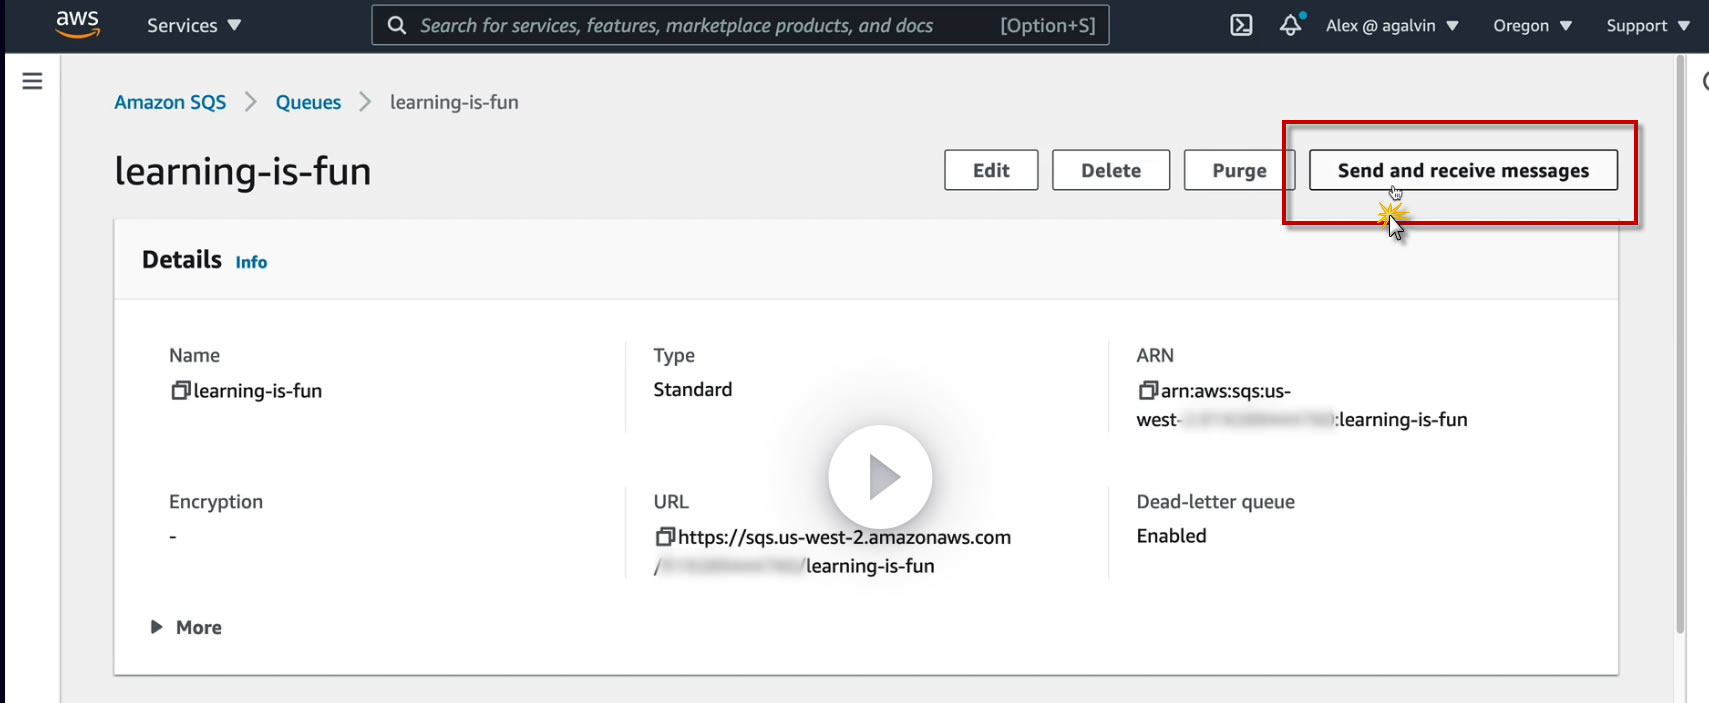 aws Services Search for services, features, marketplace products, and docs [Option+S] Alex @ agalvin Oregon Support
Amazon SQS Queues learning-is-fun
learning-is-fun Edit Delete Purge Send and receive messages
Details Info
Name
learning-is-fun
Type
Standard
ARN
arn:aws:sqs:us-
west- :learning-is-fun
Encryption
-
URL
https://sqs.us-west-2.amazonaws.com
/ /learning-is-fun
Dead-letter queue
Enabled
More